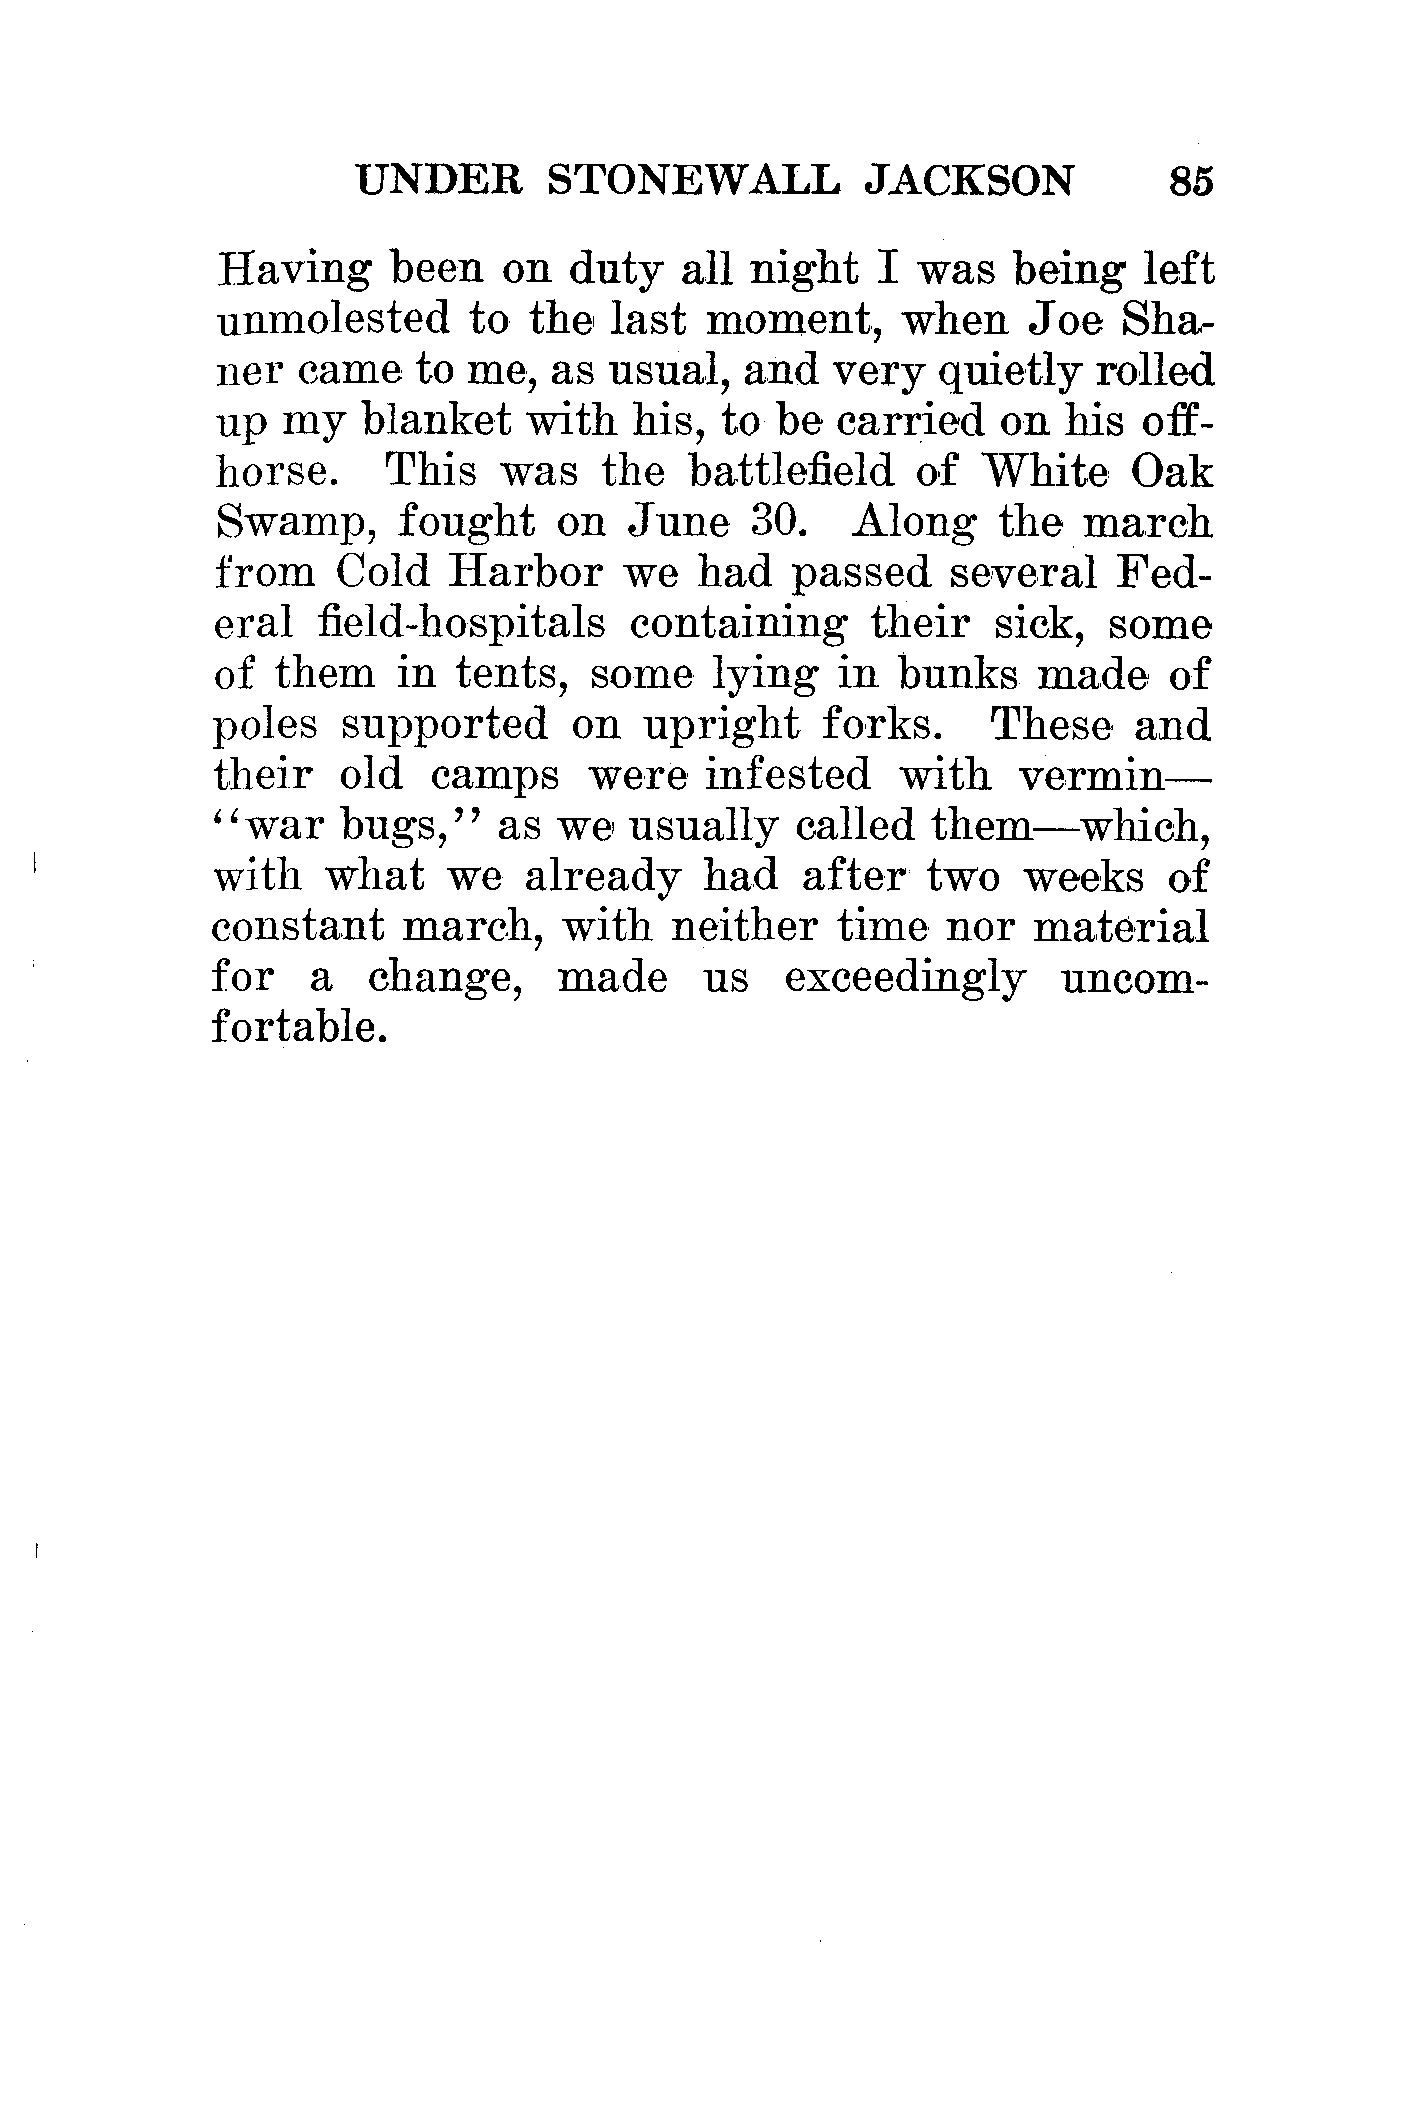 UNDER STONEWALL JACKSON 85
Having been on duty all night I was being left
unmolested to the last moment, when Joe Sha-
ner came to me, as usual, and very quietly rolled
up my blanket with his, to be carried on his off-
horse. This was the battlefield of White Oak
Swamp, fought on June 30. Along the march
from Cold Harbor we had passed several Fed-
eral field-hospitals containing their sick, some
of them in tents, some lying in bunks made of
poles supported on upright forks. These and
their old camps were infested with vermin—
"war bugs," as we usually called them—which,
with what we already had after two weeks of
constant march, with neither time nor material
for a change, made us exceedingly uncom-
fortable.